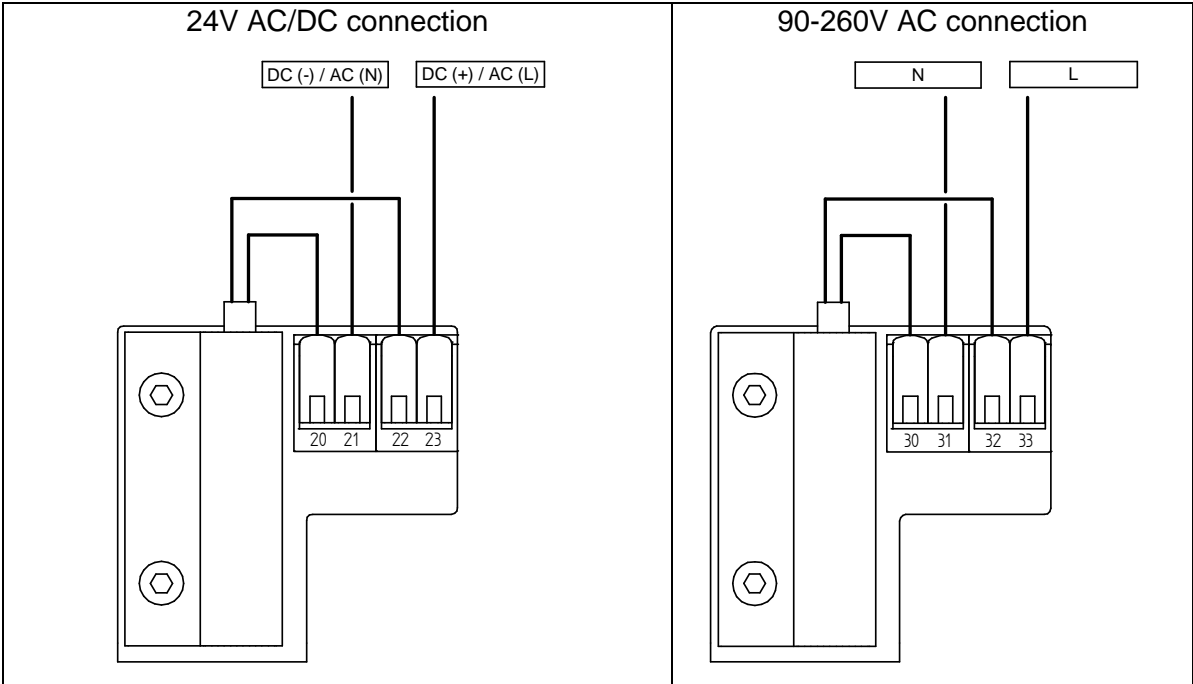 24V AC/DC connection
DC (-) / AC (N) DC (+) / AC (L)
20 21 22 23
90-260V AC connection
N L
30 31 32 33